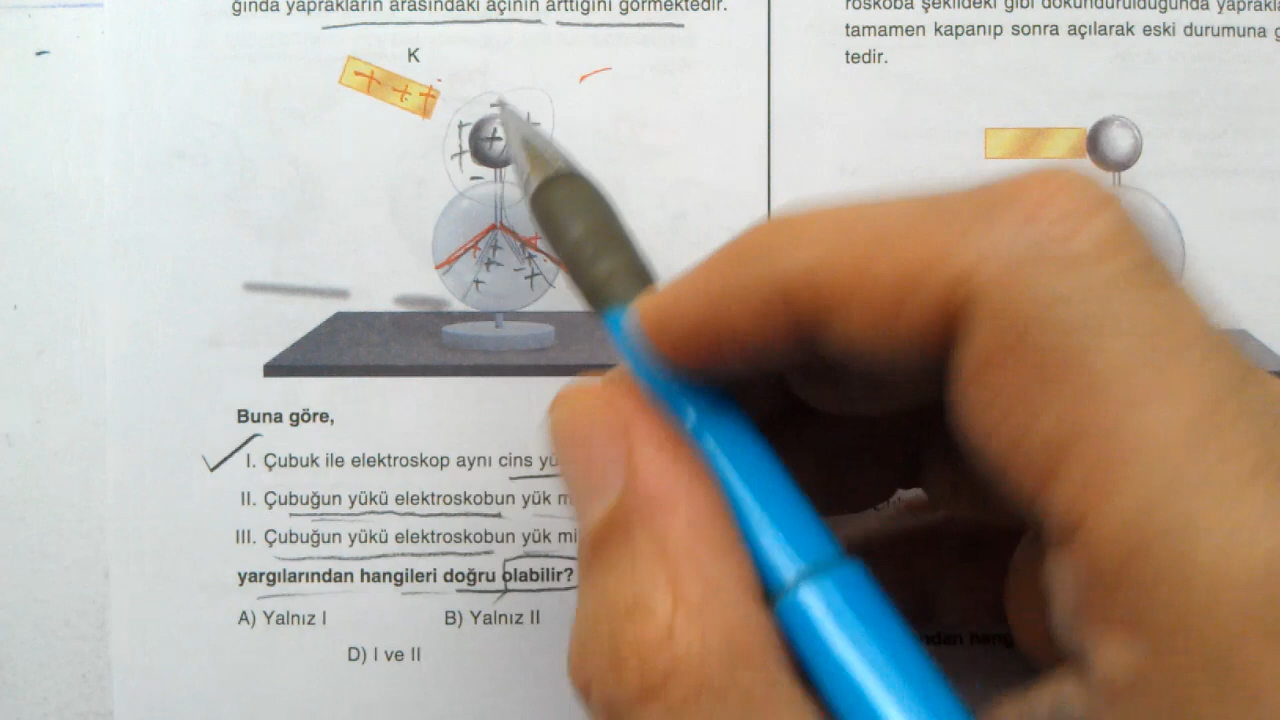 ğında yaprakların arasındaki açının arttığını görmektedir.
K
+ + +
Buna göre,
I. Çubuk ile elektroskop aynı cins
II. Çubuğun yükü elektroskobun yük
III. Çubuğun yükü elektroskobun yük
yargılarından hangileri doğru olabilir?
A) Yalnız I B) Yalnız II
D) I ve II
roskoba şekildeki gibi dokundurulduğunda
tamamen kapanıp sonra açılarak eski durumuna
tedir.